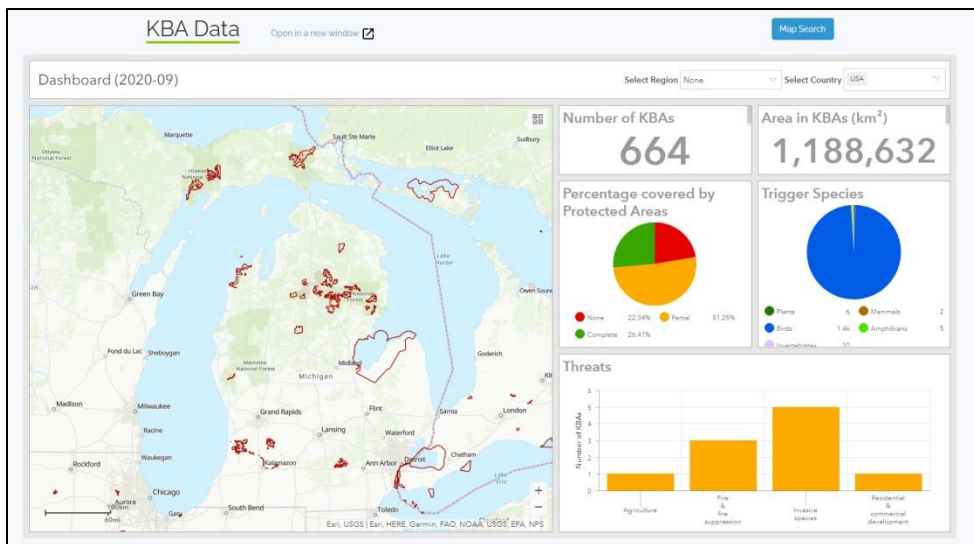 KBA Data
Open in a new window
Map Search
Dashboard (2020-09)
Select Region None
Select Country USA
Marquette
Sault Ste Marie
Elliot Lake
Sudbury
Ottawa
National Forest
Lake
Huron
Green Bay
Owen Sound
Fond du Lac
Sheboygan
Manistee
National Forest
Midland
Michigan
Goderich
Madison
Milwaukee
Grand Rapids
Flint
Sarnia
London
Racine
Lansing
Waterford
Waukegan
Rockford
Kalamazoo
Ann Arbor
Detroit
Chatham
Lake
Erie
Chicago
Aurora
100km
60mi
Gary
South Bend
Toledo
Esri, USGS | Esri, HERE, Garmin, FAO, NOAA, USGS, EPA, NPS
Number of KBAs
664
Area in KBAs (km²)
1,188,632
Percentage covered by
Protected Areas
None 22.34% Partial 51.25%
Complete 26.41%
Trigger Species
Plants 6 Mammals 2
Birds 1.4k Amphibians 5
Invertebrates 10
Threats
Number of KBAs
6
5
4
3
2
1
0
Agriculture
Fire
&
fire
suppression
Invasive
species
Residential
&
commercial
development